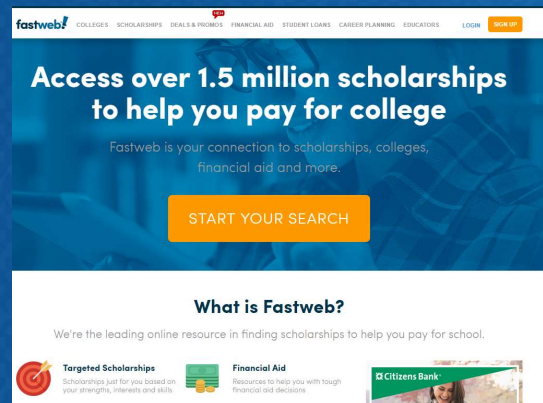 NEW
fastweb! COLLEGES SCHOLARSHIPS DEALS & PROMOS FINANCIAL AID STUDENT LOANS CAREER PLANNING EDUCATORS LOGIN SIGN UP
Access over 1.5 million scholarships
to help you pay for college
Fastweb is your connection to scholarships, colleges,
financial aid and more.
START YOUR SEARCH
What is Fastweb?
We're the leading online resource in finding scholarships to help you pay for school.
Targeted Scholarships
Scholarships just for you based on
your strengths, interests and skills
Financial Aid
Resources to help you with tough
financial aid decisions
Citizens Bank